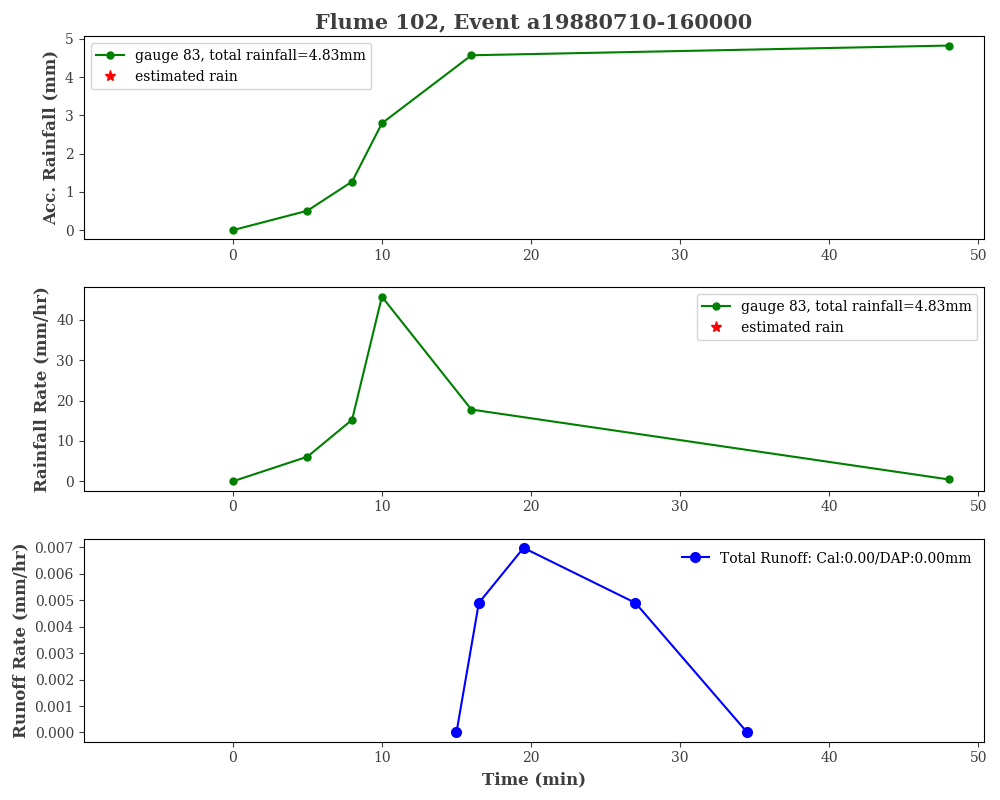 Flume 102, Event a19880710-160000
Acc. Rainfall (mm)
5
4
3
2
1
0
gauge 83, total rainfall=4.83mm
estimated rain
0 10 20 30 40 50
Rainfall Rate (mm/hr)
40
30
20
10
0
gauge 83, total rainfall=4.83mm
estimated rain
0 10 20 30 40 50
Runoff Rate (mm/hr)
0.007
0.006
0.005
0.004
0.003
0.002
0.001
0.000
Total Runoff: Cal:0.00/DAP:0.00mm
0 10 20 30 40 50
Time (min)